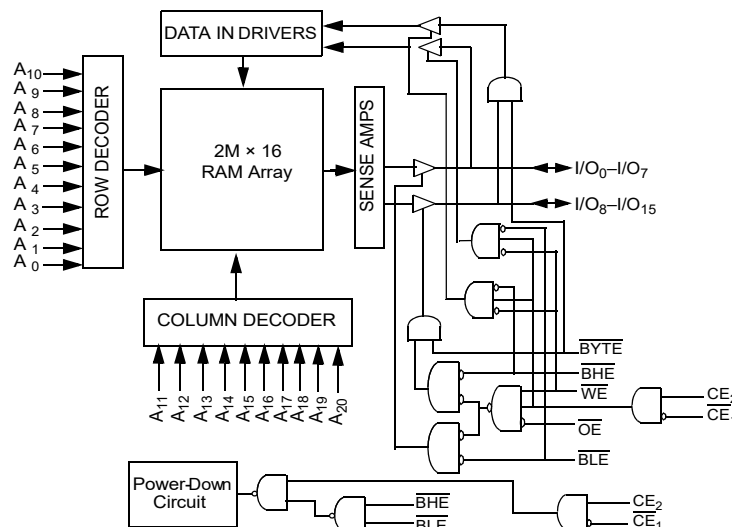 DATA IN DRIVERS
A10
A9
A8
A7
A6
A5
A4
A3
A2
A1
A0
ROW DECODER
2M × 16
RAM Array
SENSE AMPS
I/O0–I/O7
I/O8–I/O15
COLUMN DECODER
A11
A12
A13
A14
A15
A16
A17
A18
A19
A20
BYTE
BHE
WE
OE
BLE
CE
CE
Power-Down
Circuit
BHE
BLE
CE2
CE1